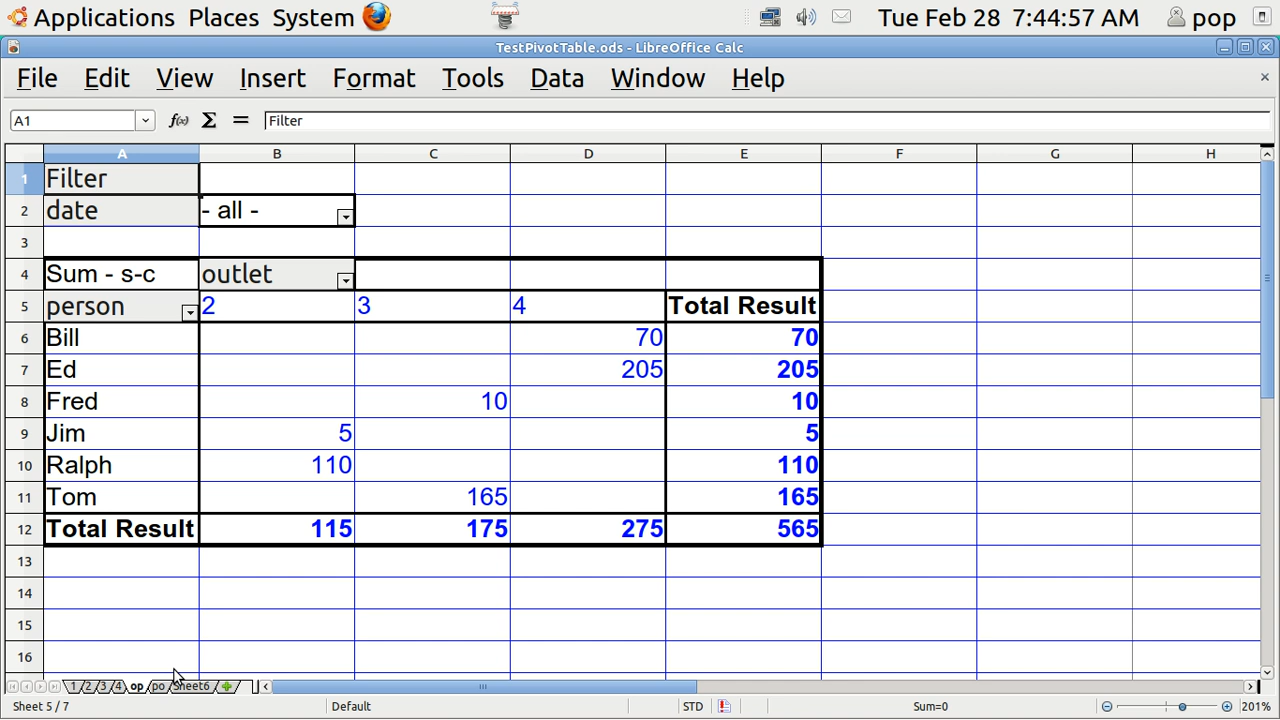 Applications Places System Tue Feb 28 7:44:57 AM pop
TestPivotTable.ods - LibreOffice Calc
File Edit View Insert Format Tools Data Window Help
A1 f(x) Σ = Filter
A B C D E F G H
1 Filter
2 date - all -
3
4 Sum - s-c outlet
5 person 2 3 4 Total Result
6 Bill 70 70
7 Ed 205 205
8 Fred 10 10
9 Jim 5 5
10 Ralph 110 110
11 Tom 165 165
12 Total Result 115 175 275 565
13
14
15
16
1 2 3 4 op po Sheet6
Sheet 5 / 7 Default STD Sum=0 201%